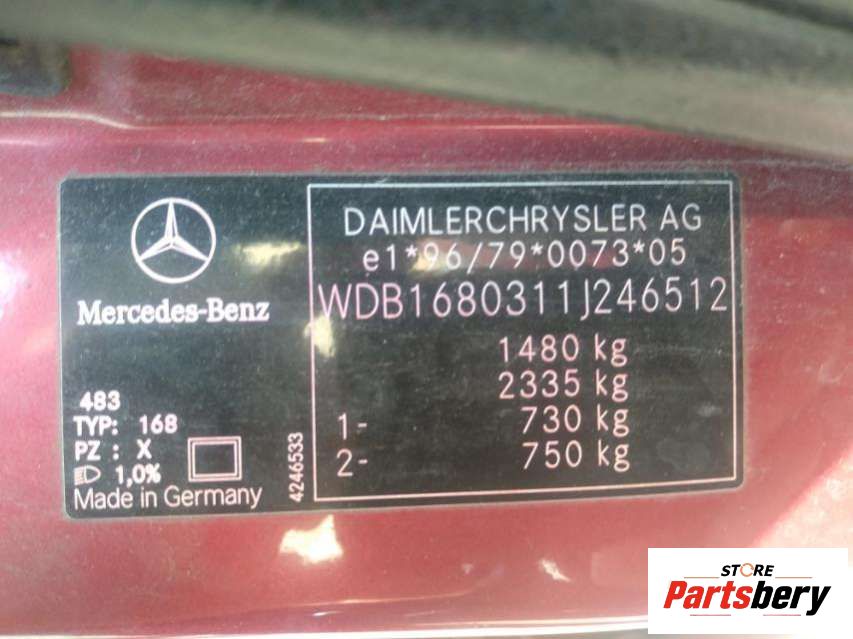 Mercedes-Benz
483
TYP: 168
PZ : X
1,0%
Made in Germany
4246533
DAIMLERCHRYSLER AG
e1*96/79*0073*05
WDB1680311J246512
1480 kg
2335 kg
1- 730 kg
2- 750 kg
STORE
Partsbery